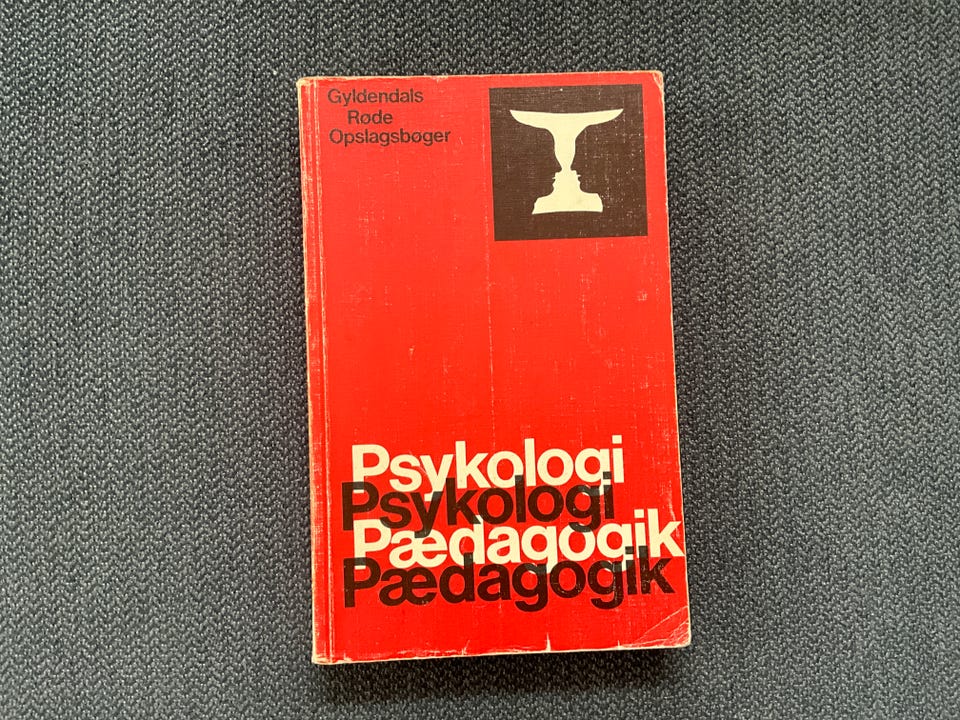 Gyldendals
Røde
Opslagsbøger
Psykologi
Psykologi
Pædagogik
Pædagogik